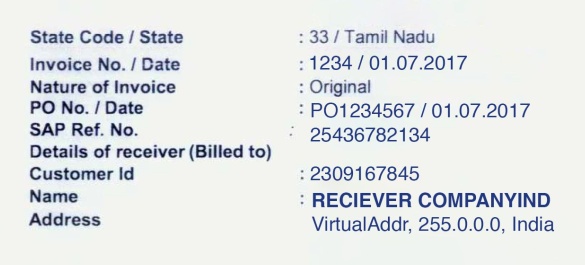 State Code / State : 33 / Tamil Nadu
Invoice No. / Date : 1234 / 01.07.2017
Nature of Invoice : Original
PO No. / Date : PO1234567 / 01.07.2017
SAP Ref. No. : 25436782134
Details of receiver (Billed to)
Customer Id : 2309167845
Name : RECIEVER COMPANYIND
Address VirtualAddr, 255.0.0.0, India